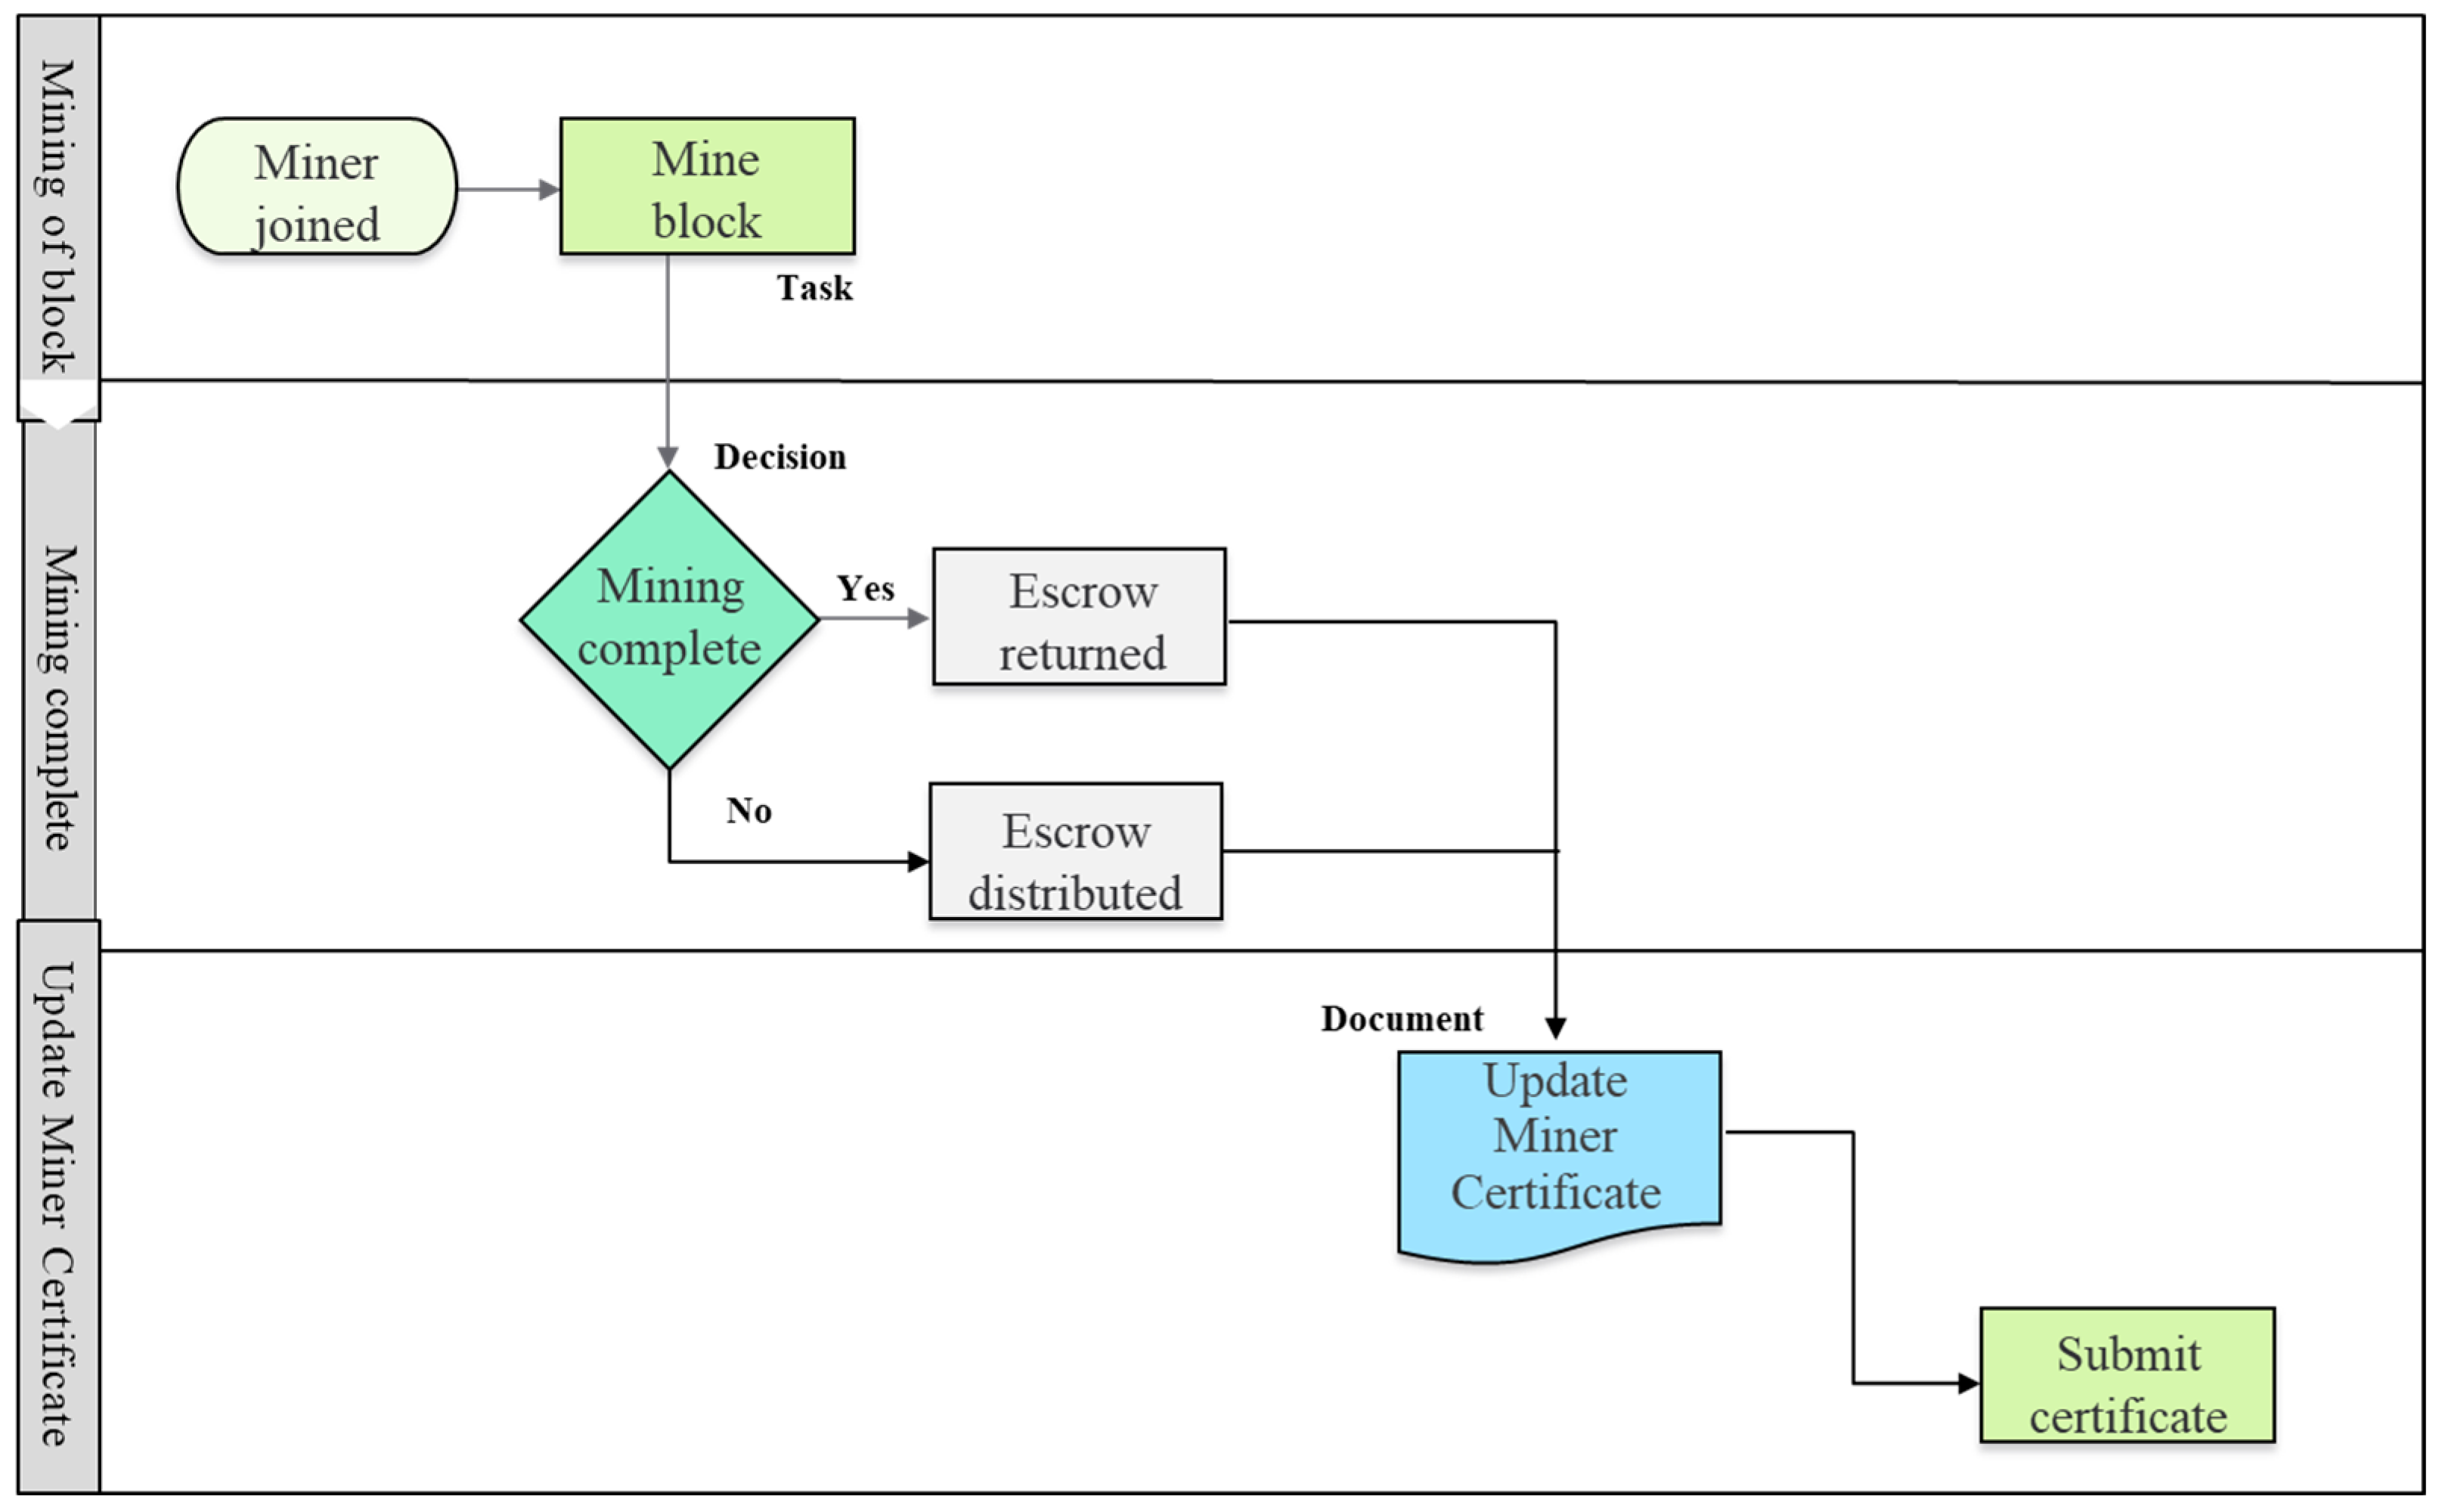 Mining of block
Miner
joined
Mine
block
Task
Mining complete
Decision
Mining
complete
Yes
Escrow
returned
No
Escrow
distributed
Update Miner Certificate
Document
Update
Miner
Certificate
Submit
certificate